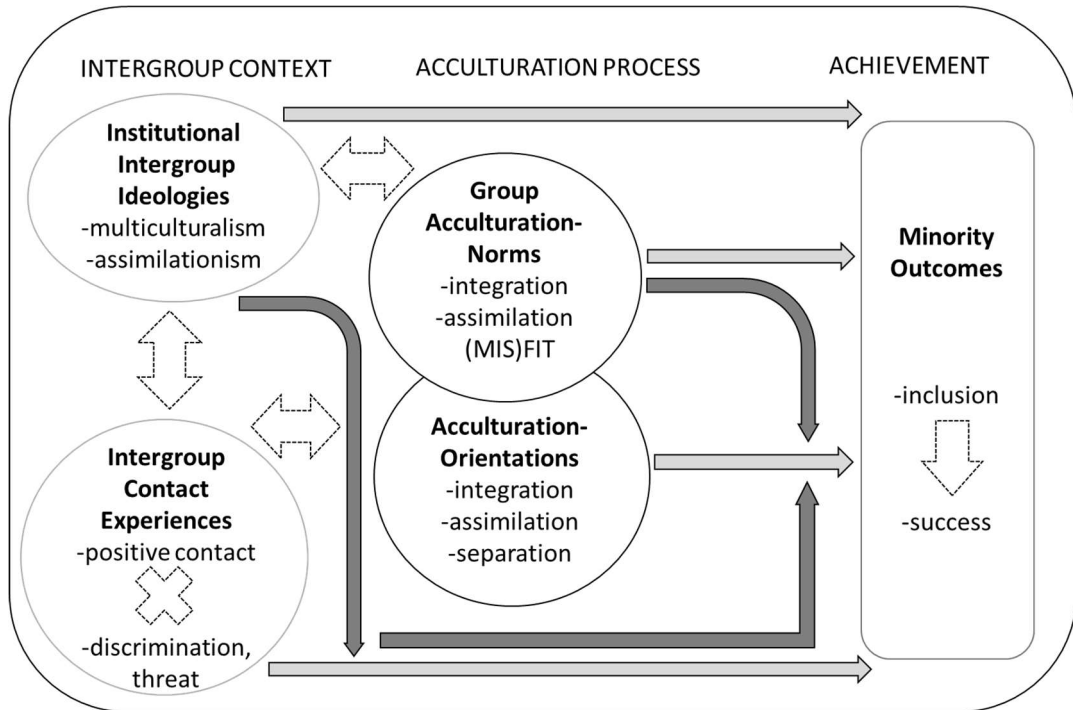 INTERGROUP CONTEXT
ACCULTURATION PROCESS
ACHIEVEMENT
Institutional
Intergroup
Ideologies
-multiculturalism
-assimilationism
Intergroup
Contact
Experiences
-positive contact
-discrimination,
threat
Group
Acculturation-
Norms
-integration
-assimilation
(MIS)FIT
Acculturation-
Orientations
-integration
-assimilation
-separation
Minority
Outcomes
-inclusion
-success